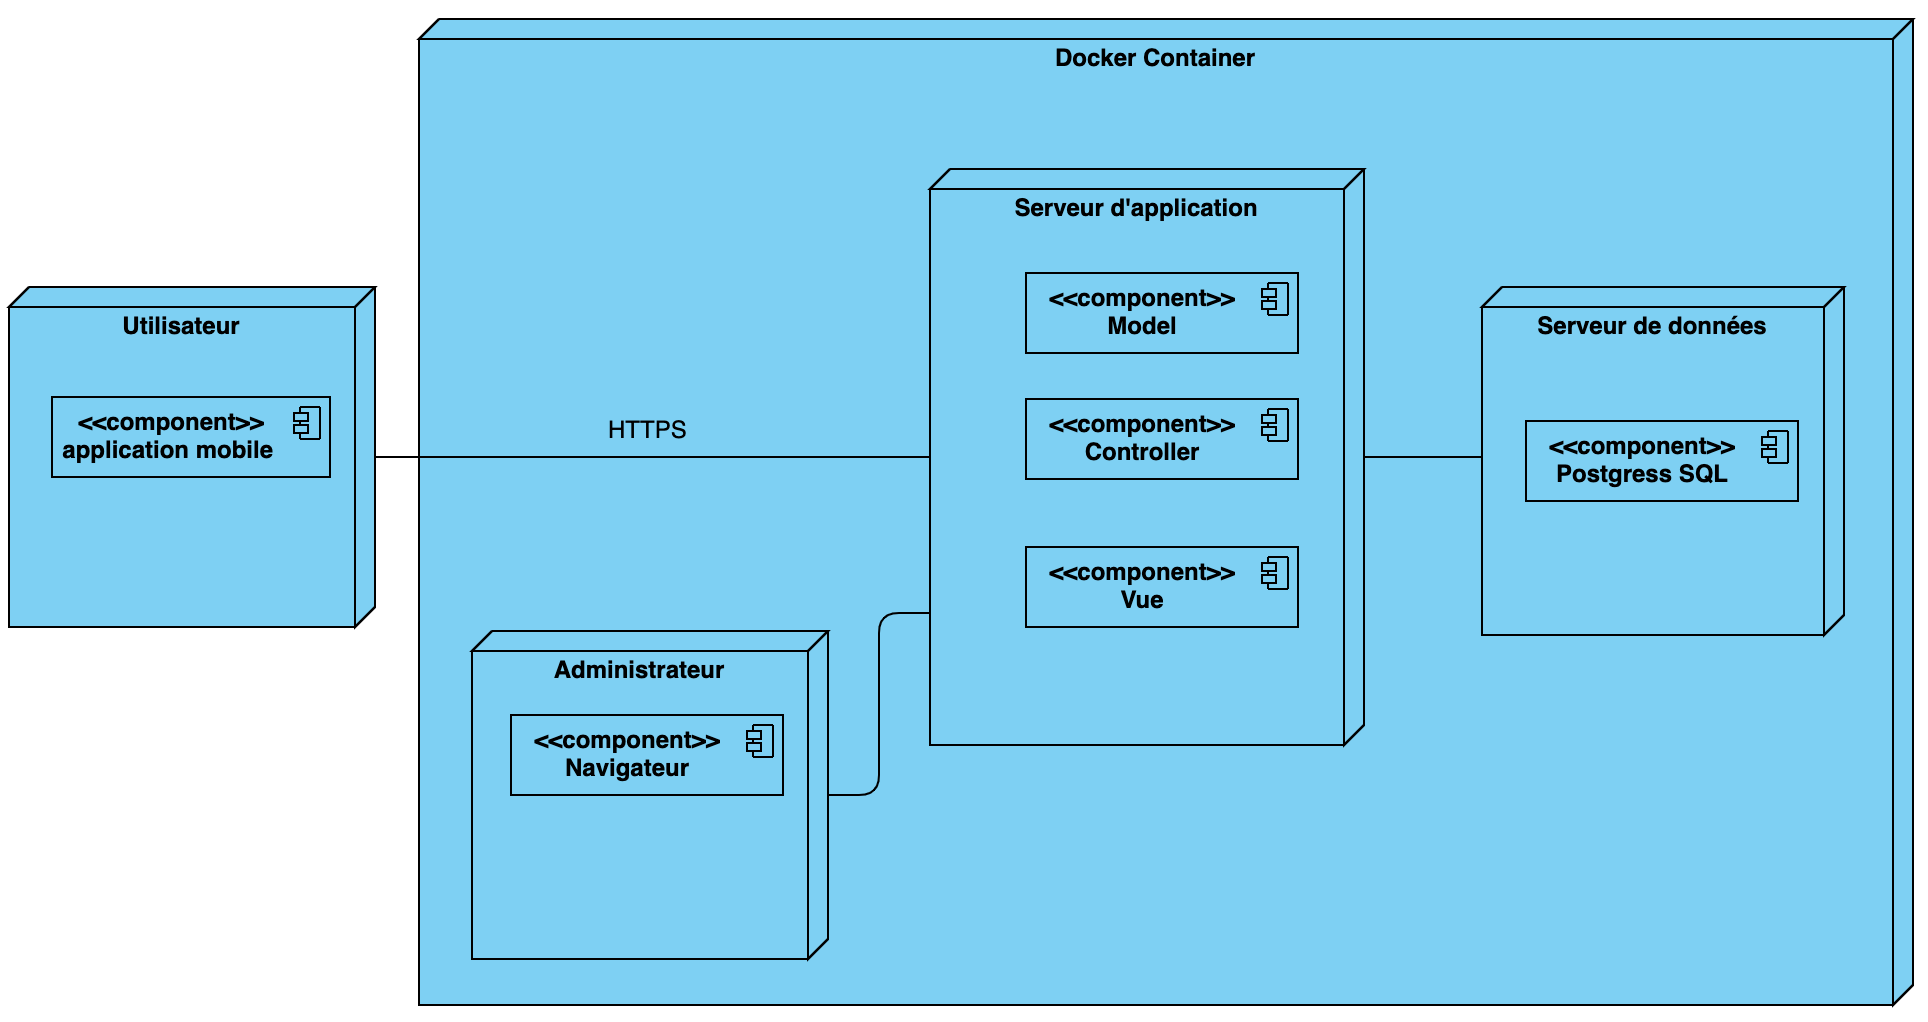 Docker Container
Serveur d'application
<<component>>
Model
<<component>>
Controller
<<component>>
Vue
Utilisateur
<<component>>
application mobile
HTTPS
Serveur de données
<<component>>
Postgress SQL
Administrateur
<<component>>
Navigateur